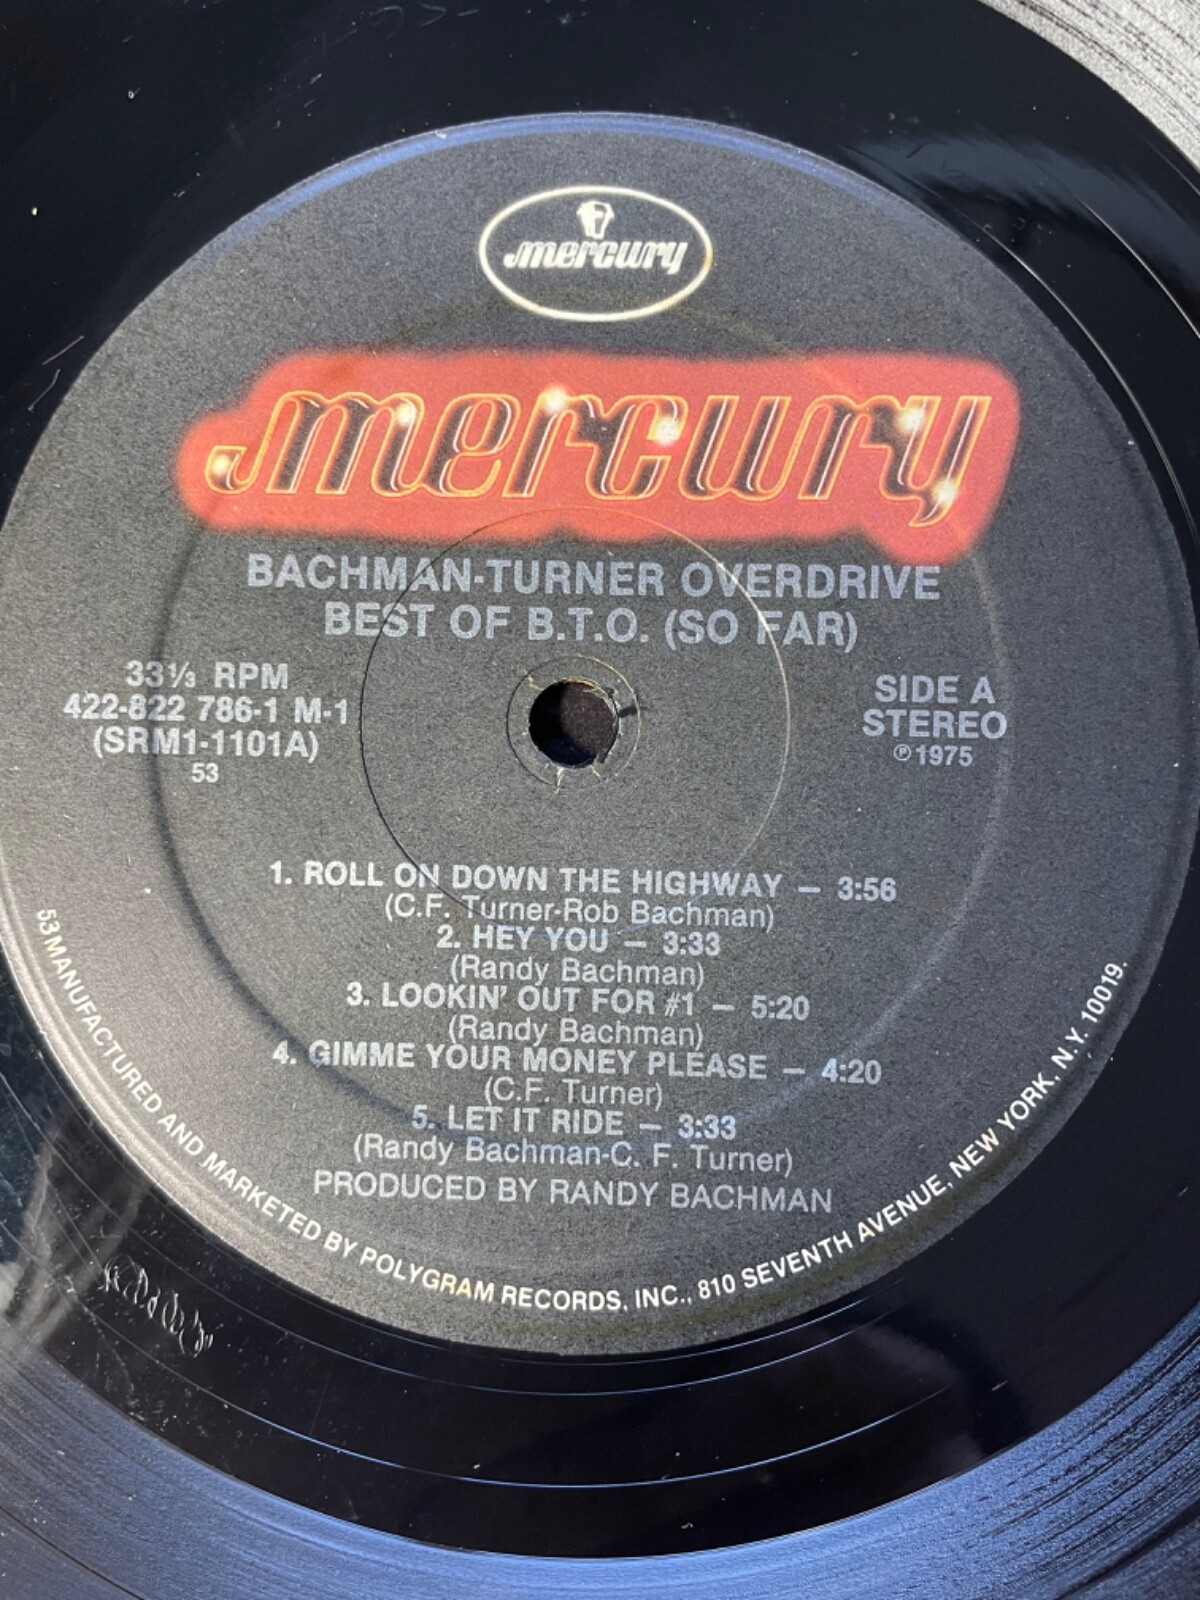 mercury
mercury
BACHMAN-TURNER OVERDRIVE
BEST OF B.T.O. (SO FAR)
33⅓ RPM
422-822 786-1 M-1
(SRM1-1101A)
53
SIDE A
STEREO
℗1975
1. ROLL ON DOWN THE HIGHWAY — 3:56
(C.F. Turner-Rob Bachman)
2. HEY YOU — 3:33
(Randy Bachman)
3. LOOKIN' OUT FOR #1 — 5:20
(Randy Bachman)
4. GIMME YOUR MONEY PLEASE — 4:20
(C.F. Turner)
5. LET IT RIDE — 3:33
(Randy Bachman-C. F. Turner)
PRODUCED BY RANDY BACHMAN
53MANUFACTURED AND MARKETED BY POLYGRAM RECORDS, INC., 810 SEVENTH AVENUE, NEW YORK, N.Y. 10019.